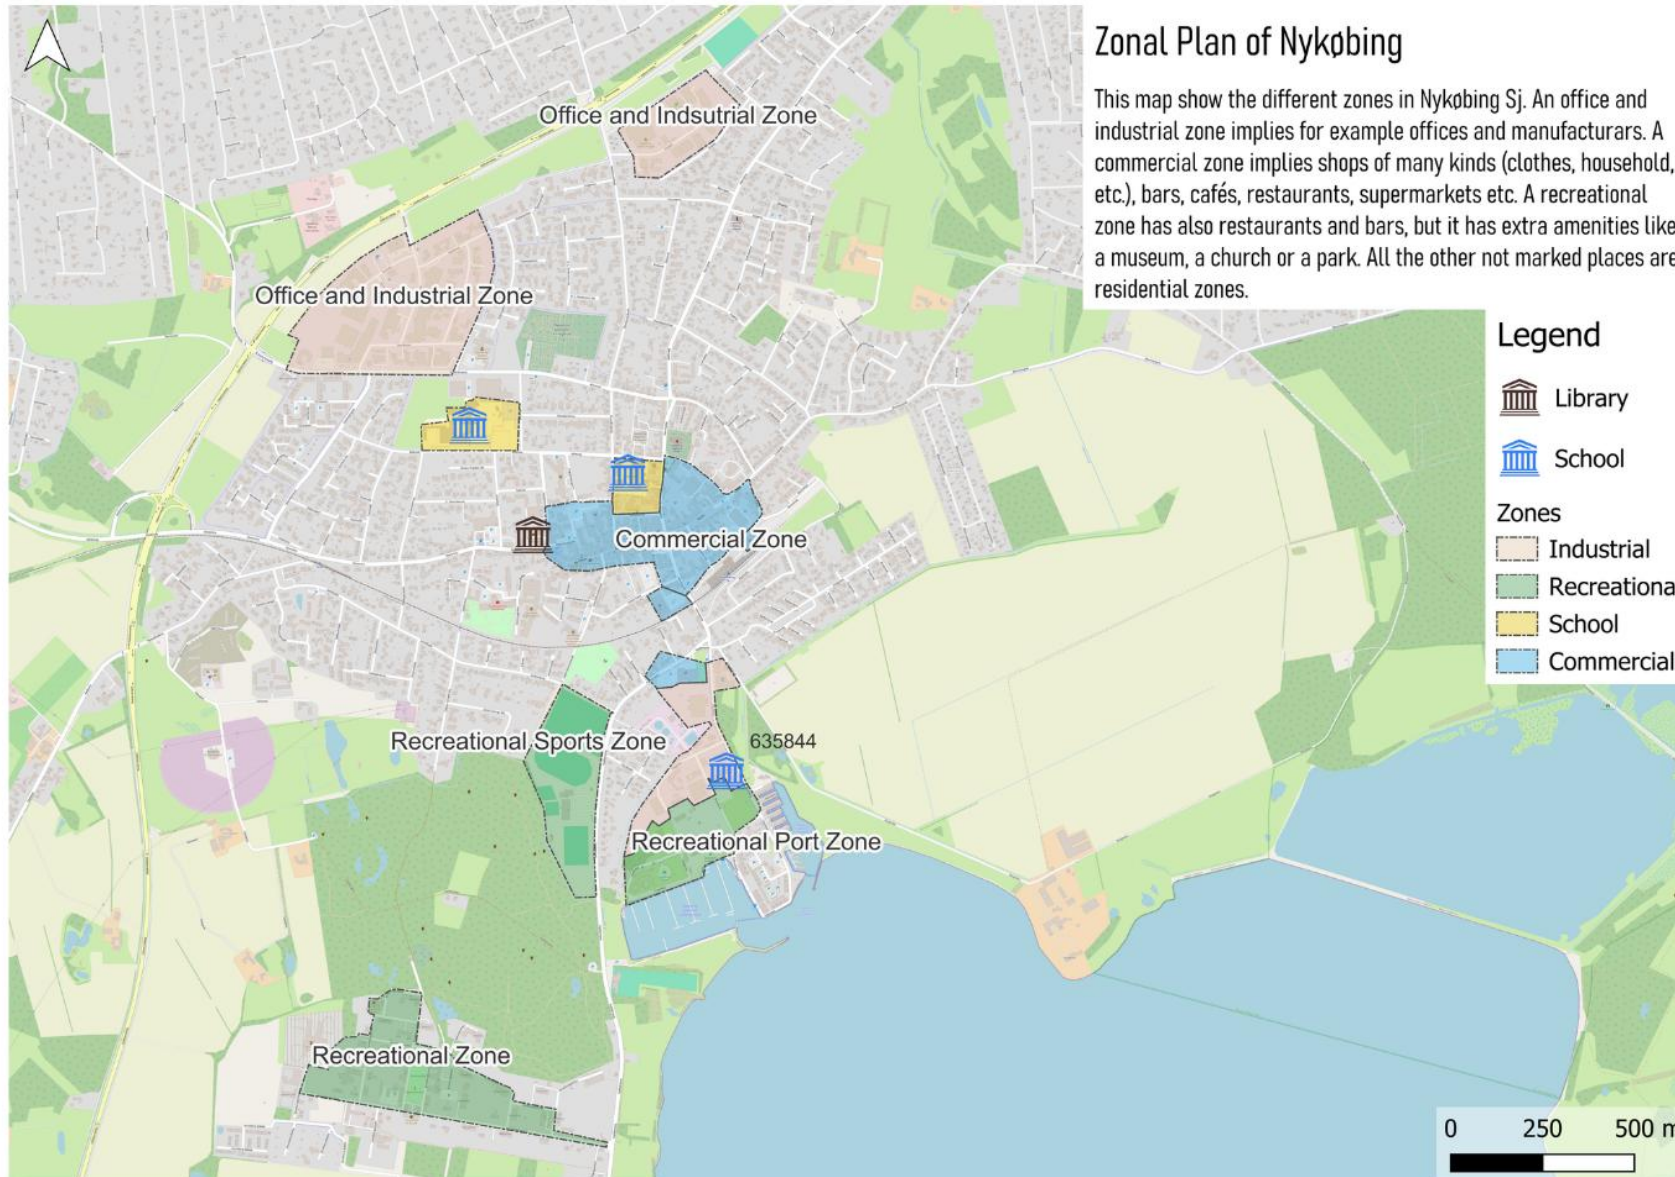 Zonal Plan of Nykøbing
This map show the different zones in Nykøbing Sj. An office and
industrial zone implies for example offices and manufacturars. A
commercial zone implies shops of many kinds (clothes, household,
etc.), bars, cafés, restaurants, supermarkets etc. A recreational
zone has also restaurants and bars, but it has extra amenities like
a museum, a church or a park. All the other not marked places are
residential zones.
Office and Indsutrial Zone
Office and Industrial Zone
Commercial Zone
Recreational Sports Zone
635844
Recreational Port Zone
Recreational Zone
Legend
Library
School
Zones
Industrial
Recreationa
School
Commercial
0 250 500 m